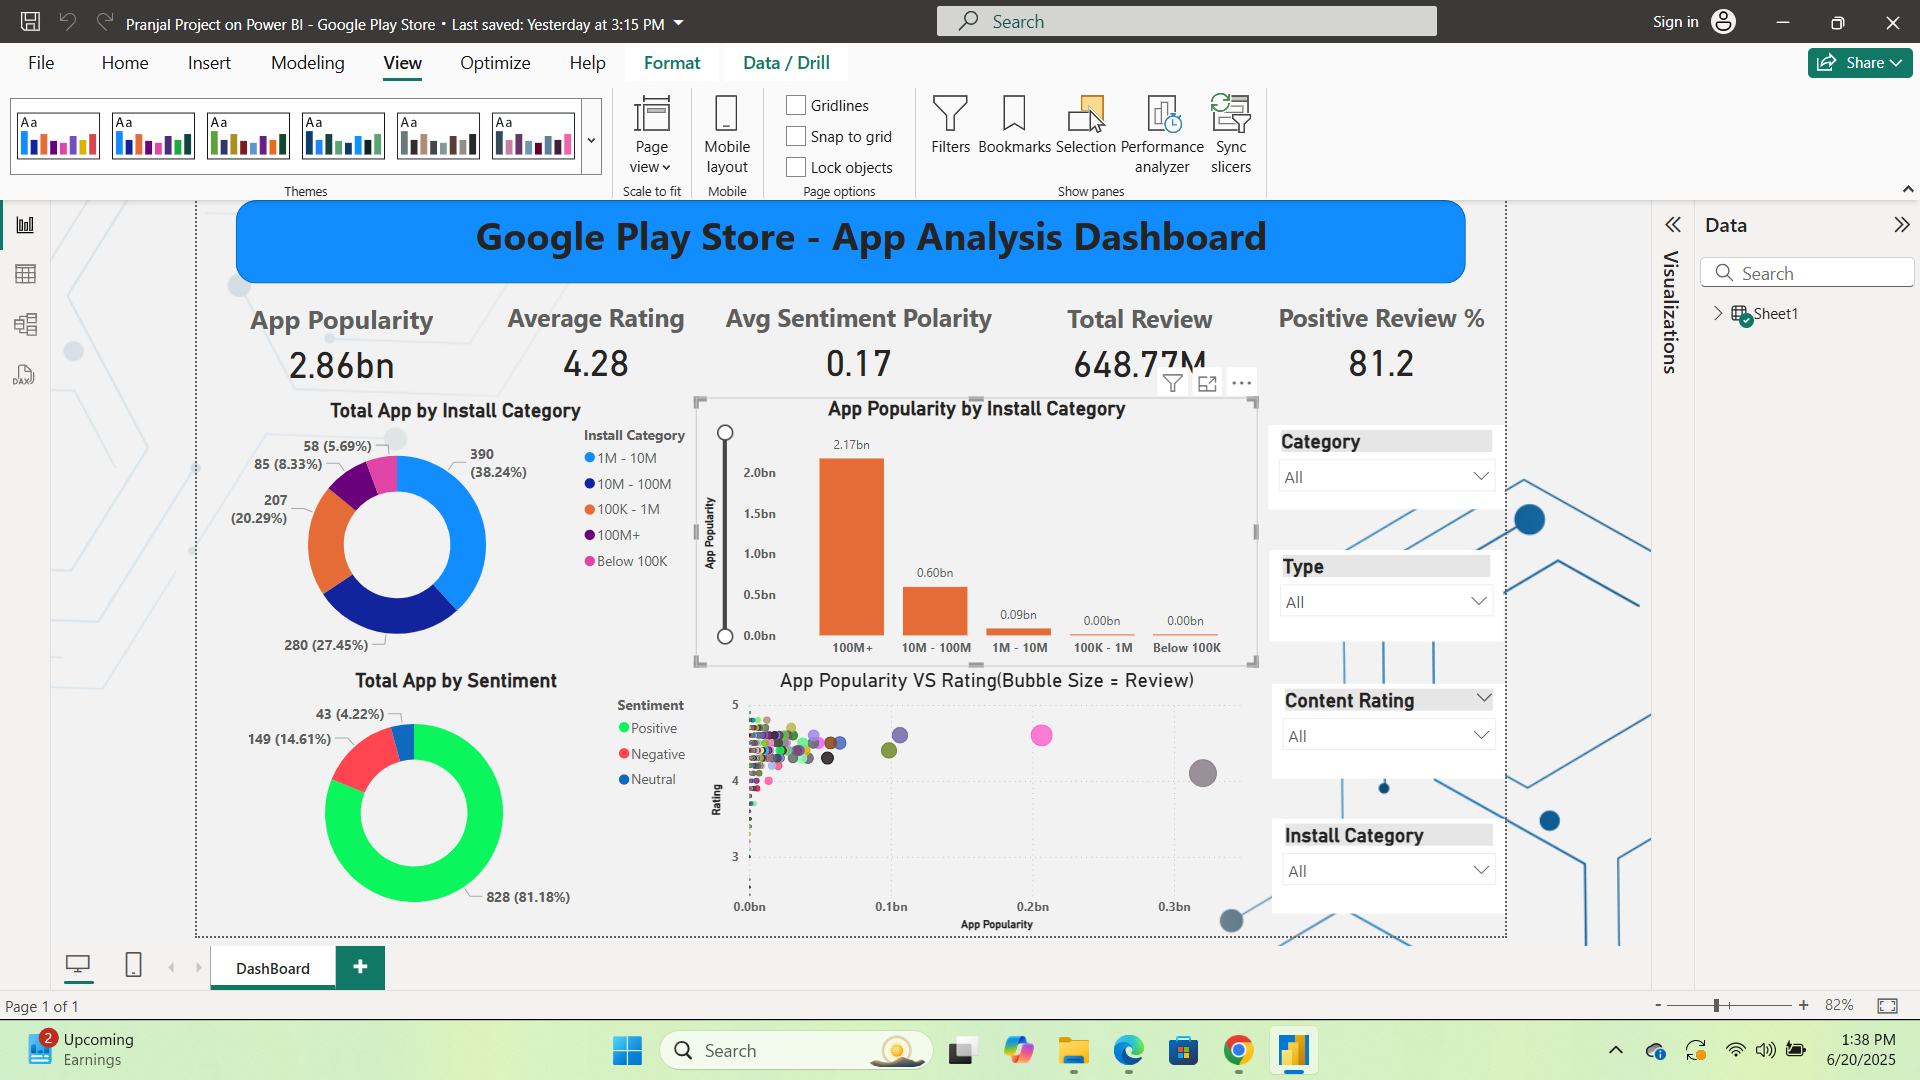 Pranjal Project on Power BI - Google Play Store • Last saved: Yesterday at 3:15 PM
Search
Sign in
File
Home
Insert
Modeling
View
Optimize
Help
Format
Data / Drill
Share
Aa
Aa
Aa
Aa
Aa
Aa
Themes
Page view
Scale to fit
Mobile layout
Mobile
Gridlines
Snap to grid
Lock objects
Page options
Filters
Bookmarks
Selection
Performance analyzer
Sync slicers
Show panes
Google Play Store - App Analysis Dashboard
App Popularity
2.86bn
Average Rating
4.28
Avg Sentiment Polarity
0.17
Total Review
648.77M
Positive Review %
81.2
Total App by Install Category
58 (5.69%)
85 (8.33%)
207
(20.29%)
280 (27.45%)
390
(38.24%)
Install Category
1M - 10M
10M - 100M
100K - 1M
100M+
Below 100K
App Popularity by Install Category
App Popularity
2.0bn
1.5bn
1.0bn
0.5bn
0.0bn
2.17bn
0.60bn
0.09bn
0.00bn
0.00bn
100M+
10M - 100M
1M - 10M
100K - 1M
Below 100K
Category
All
Type
All
Content Rating
All
Install Category
All
Total App by Sentiment
43 (4.22%)
149 (14.61%)
828 (81.18%)
Sentiment
Positive
Negative
Neutral
App Popularity VS Rating(Bubble Size = Review)
Rating
5
4
3
0.0bn
0.1bn
0.2bn
0.3bn
App Popularity
Visualizations
Data
Search
Sheet1
DAX
DashBoard
Page 1 of 1
82%
2
Upcoming
Earnings
Search
1:38 PM
6/20/2025